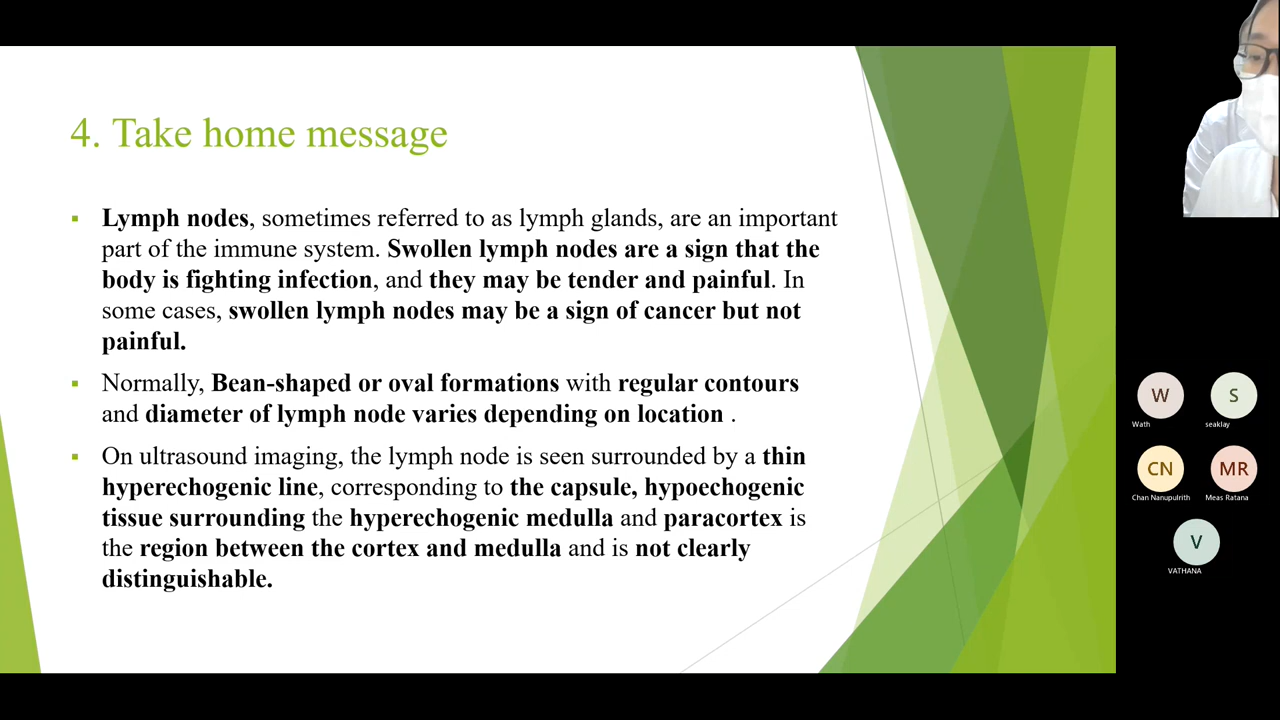 4. Take home message
Lymph nodes, sometimes referred to as lymph glands, are an important
part of the immune system. Swollen lymph nodes are a sign that the
body is fighting infection, and they may be tender and painful. In
some cases, swollen lymph nodes may be a sign of cancer but not
painful.
Normally, Bean-shaped or oval formations with regular contours
and diameter of lymph node varies depending on location .
On ultrasound imaging, the lymph node is seen surrounded by a thin
hyperechogenic line, corresponding to the capsule, hypoechogenic
tissue surrounding the hyperechogenic medulla and paracortex is
the region between the cortex and medulla and is not clearly
distinguishable.
W
S
Wath
seaklay
CN
MR
Chan Nanupulrith
Meas Ratana
V
VATHANA